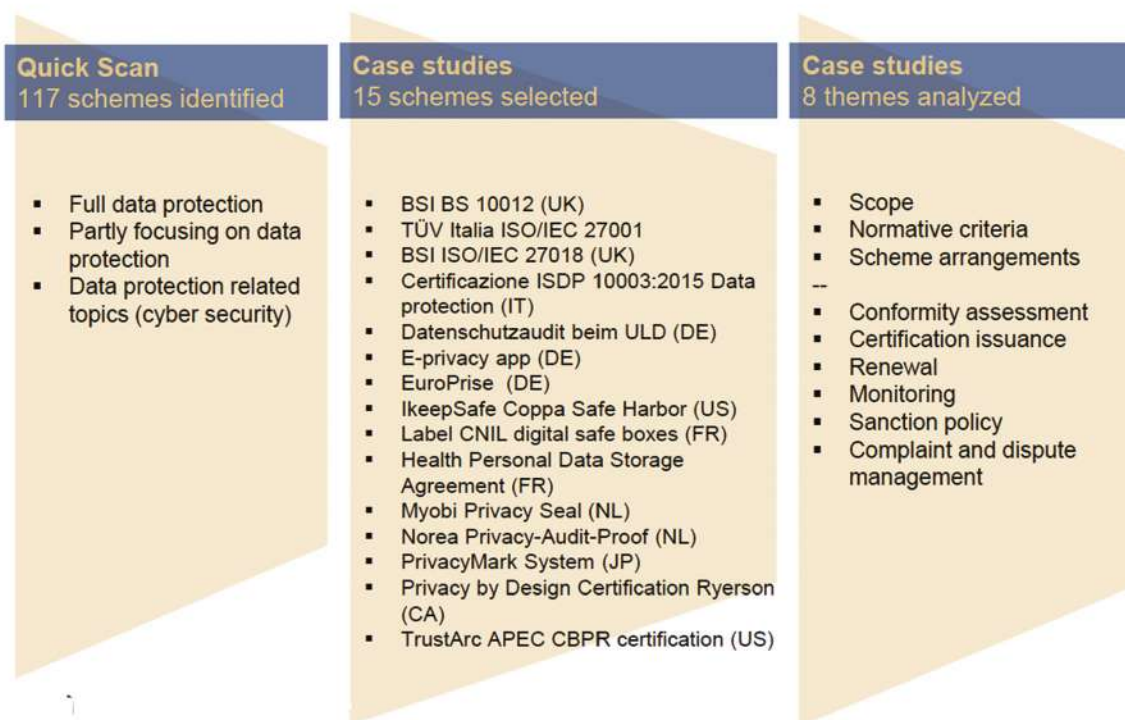 Quick Scan
117 schemes identified
▪ Full data protection
▪ Partly focusing on data
protection
▪ Data protection related
topics (cyber security)
Case studies
15 schemes selected
▪ BSI BS 10012 (UK)
▪ TÜV Italia ISO/IEC 27001
▪ BSI ISO/IEC 27018 (UK)
▪ Certificazione ISDP 10003:2015 Data
protection (IT)
▪ Datenschutzaudit beim ULD (DE)
▪ E-privacy app (DE)
▪ EuroPrise (DE)
▪ IkeepSafe Coppa Safe Harbor (US)
▪ Label CNIL digital safe boxes (FR)
▪ Health Personal Data Storage
Agreement (FR)
▪ Myobi Privacy Seal (NL)
▪ Norea Privacy-Audit-Proof (NL)
▪ PrivacyMark System (JP)
▪ Privacy by Design Certification Ryerson
(CA)
▪ TrustArc APEC CBPR certification (US)
Case studies
8 themes analyzed
▪ Scope
▪ Normative criteria
▪ Scheme arrangements
--
▪ Conformity assessment
▪ Certification issuance
▪ Renewal
▪ Monitoring
▪ Sanction policy
▪ Complaint and dispute
management